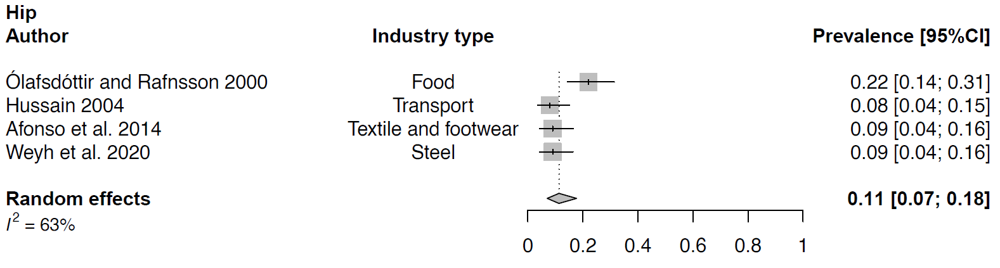 Hip
Author Industry type Prevalence [95%CI]
Ólafsdóttir and Rafnsson 2000 Food 0.22 [0.14; 0.31]
Hussain 2004 Transport 0.08 [0.04; 0.15]
Afonso et al. 2014 Textile and footwear 0.09 [0.04; 0.16]
Weyh et al. 2020 Steel 0.09 [0.04; 0.16]
Random effects 0.11 [0.07; 0.18]
I² = 63%
0 0.2 0.4 0.6 0.8 1